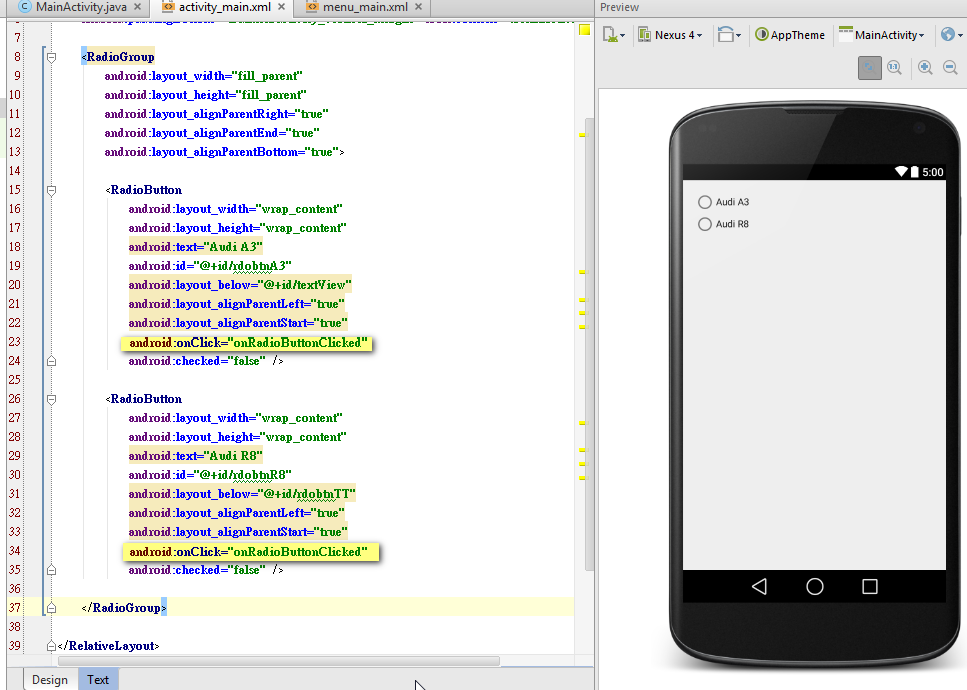 MainActivity.java
activity_main.xml
menu_main.xml
7
8 <RadioGroup
9 android:layout_width="fill_parent"
10 android:layout_height="fill_parent"
11 android:layout_alignParentRight="true"
12 android:layout_alignParentEnd="true"
13 android:layout_alignParentBottom="true">
14
15 <RadioButton
16 android:layout_width="wrap_content"
17 android:layout_height="wrap_content"
18 android:text="Audi A3"
19 android:id="@+id/rdobtnA3"
20 android:layout_below="@+id/textView"
21 android:layout_alignParentLeft="true"
22 android:layout_alignParentStart="true"
23 android:onClick="onRadioButtonClicked"
24 android:checked="false" />
25
26 <RadioButton
27 android:layout_width="wrap_content"
28 android:layout_height="wrap_content"
29 android:text="Audi R8"
30 android:id="@+id/rdobtnR8"
31 android:layout_below="@+id/rdobtnTT"
32 android:layout_alignParentLeft="true"
33 android:layout_alignParentStart="true"
34 android:onClick="onRadioButtonClicked"
35 android:checked="false" />
36
37 </RadioGroup>
38
39 </RelativeLayout>
Design Text
Preview
Nexus 4 AppTheme MainActivity
1:1
5:00
Audi A3
Audi R8